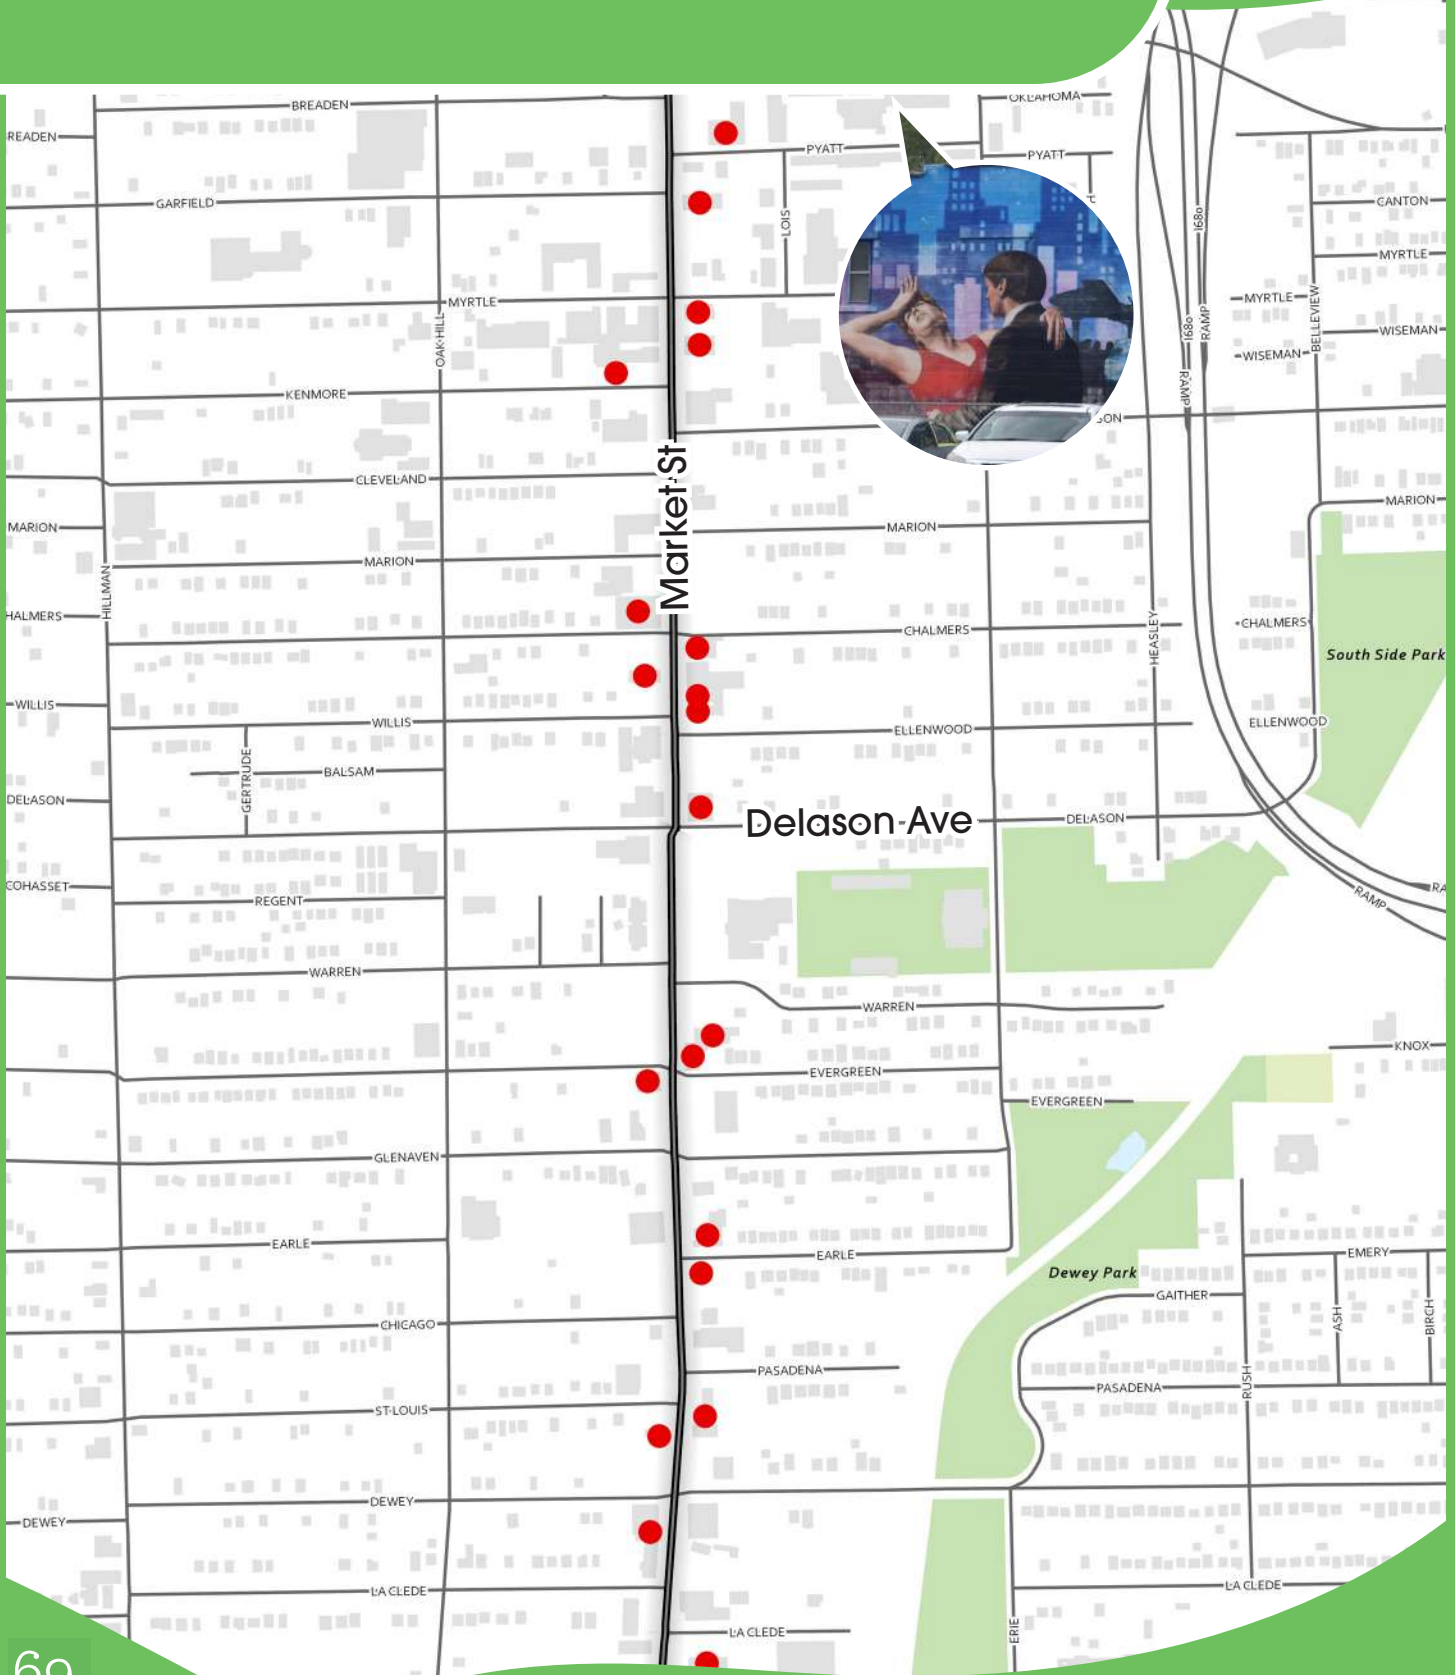 BREADEN
OKLAHOMA
READEN
PYATT
PYATT
GARFIELD
CANTON
LOIS
I680
MYRTLE
MYRTLE
MYRTLE
BELLEVIEW
OAK HILL
I680
RAMP
WISEMAN
WISEMAN
KENMORE
RAMP
SON
Market St
CLEVELAND
MARION
MARION
MARION
MARION
HILLMAN
HALMERS
CHALMERS
HEASLEY
CHALMERS
South Side Park
WILLIS
WILLIS
ELLENWOOD
ELLENWOOD
GERTRUDE
BALSAM
DELASON
Delason Ave
DELASON
COHASSET
REGENT
RAMP
RA
WARREN
WARREN
KNOX
EVERGREEN
EVERGREEN
GLENAVEN
EARLE
EARLE
EMERY
Dewey Park
GAITHER
CHICAGO
ASH
BIRCH
PASADENA
PASADENA
RUSH
ST LOUIS
DEWEY
DEWEY
LA CLEDE
LA CLEDE
LA CLEDE
ERIE
69